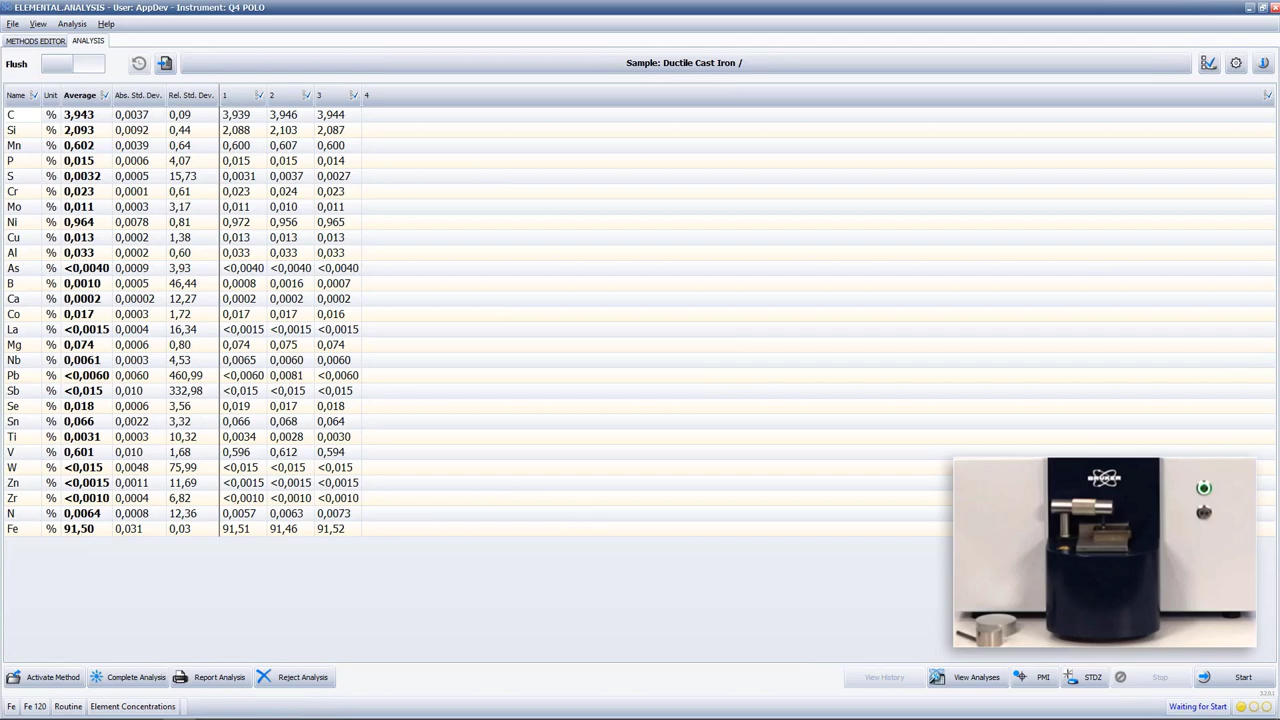 ELEMENTAL.ANALYSIS - User: AppDev - Instrument: Q4 POLO
File View Analysis Help
METHODS EDITOR ANALYSIS
Flush Sample: Ductile Cast Iron /
Name Unit Average Abs. Std. Dev. Rel. Std. Dev. 1 2 3 4
C % 3,943 0,0037 0,09 3,939 3,946 3,944
Si % 2,093 0,0092 0,44 2,088 2,103 2,087
Mn % 0,602 0,0039 0,64 0,600 0,607 0,600
P % 0,015 0,0006 4,07 0,015 0,015 0,014
S % 0,0032 0,0005 15,73 0,0031 0,0037 0,0027
Cr % 0,023 0,0001 0,61 0,023 0,024 0,023
Mo % 0,011 0,0003 3,17 0,011 0,010 0,011
Ni % 0,964 0,0078 0,81 0,972 0,956 0,965
Cu % 0,013 0,0002 1,38 0,013 0,013 0,013
Al % 0,033 0,0002 0,60 0,033 0,033 0,033
As % <0,0040 0,0009 3,93 <0,0040 <0,0040 <0,0040
B % 0,0010 0,0005 46,44 0,0008 0,0016 0,0007
Ca % 0,0002 0,00002 12,27 0,0002 0,0002 0,0002
Co % 0,017 0,0003 1,72 0,017 0,017 0,016
La % <0,0015 0,0004 16,34 <0,0015 <0,0015 <0,0015
Mg % 0,074 0,0006 0,80 0,074 0,075 0,074
Nb % 0,0061 0,0003 4,53 0,0065 0,0060 0,0060
Pb % <0,0060 0,0060 460,99 <0,0060 0,0081 <0,0060
Sb % <0,015 0,010 332,98 <0,015 <0,015 <0,015
Se % 0,018 0,0006 3,56 0,019 0,017 0,018
Sn % 0,066 0,0022 3,32 0,066 0,068 0,064
Ti % 0,0031 0,0003 10,32 0,0034 0,0028 0,0030
V % 0,601 0,010 1,68 0,596 0,612 0,594
W % <0,015 0,0048 75,99 <0,015 <0,015 <0,015
Zn % <0,0015 0,0011 11,69 <0,0015 <0,0015 <0,0015
Zr % <0,0010 0,0004 6,82 <0,0010 <0,0010 <0,0010
N % 0,0064 0,0008 12,36 0,0057 0,0063 0,0073
Fe % 91,50 0,031 0,03 91,51 91,46 91,52
BRUKER
Activate Method Complete Analysis Report Analysis Reject Analysis View History View Analyses PMI STDZ Stop Start
3.2.0.1
Fe Fe 120 Routine Element Concentrations Waiting for Start